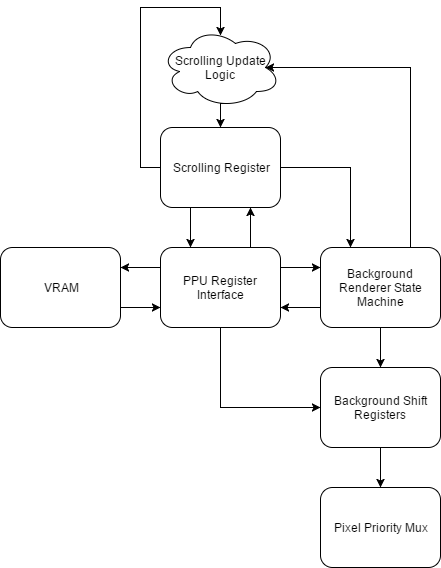 Scrolling Update
Logic
Scrolling Register
VRAM
PPU Register
Interface
Background
Renderer State
Machine
Background Shift
Registers
Pixel Priority Mux